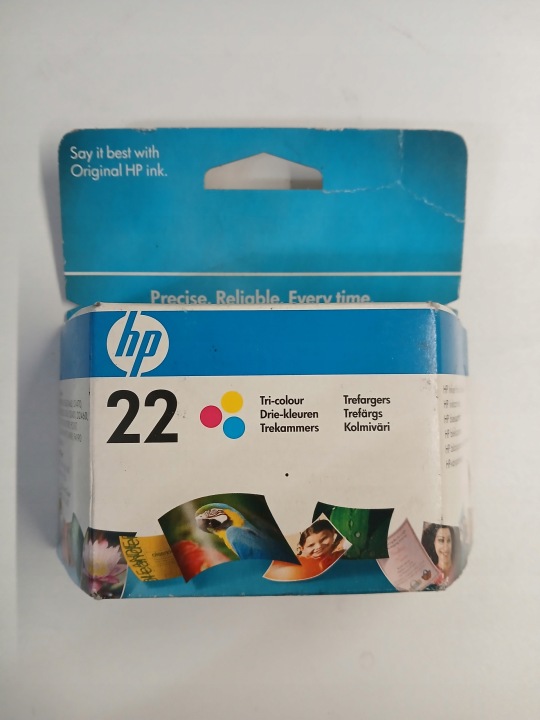 Say it best with
Original HP ink.
Precise. Reliable. Every time
hp
22
Tri-colour
Drie-kleuren
Trekammers
Trefargers
Trefärgs
Kolmiväri